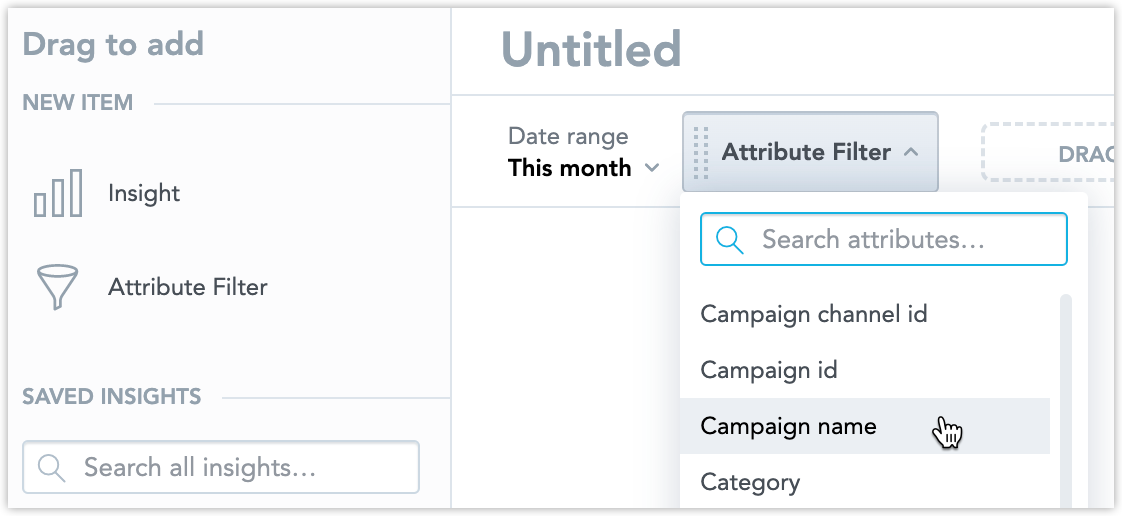 Drag to add
NEW ITEM
Insight
Attribute Filter
SAVED INSIGHTS
Search all insights...
Untitled
Date range
This month
Attribute Filter
DRAG
Search attributes...
Campaign channel id
Campaign id
Campaign name
Category